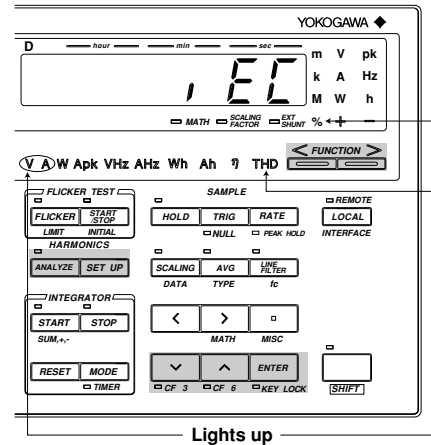 YOKOGAWA
D hour min sec m V pk
, EC k A Hz
M W h
MATH SCALING FACTOR EXT SHUNT % + -
V A W Apk VHz AHz Wh Ah η THD
< FUNCTION >
FLICKER TEST SAMPLE
REMOTE
FLICKER START /STOP HOLD TRIG RATE LOCAL
LIMIT INITIAL NULL PEAK HOLD INTERFACE
HARMONICS
ANALYZE SET UP SCALING AVG LINE FILTER
DATA TYPE fc
INTEGRATOR
START STOP < >
SUM,+,- MATH MISC
RESET MODE ENTER
TIMER CF 3 CF 6 KEY LOCK SHIFT
Lights up